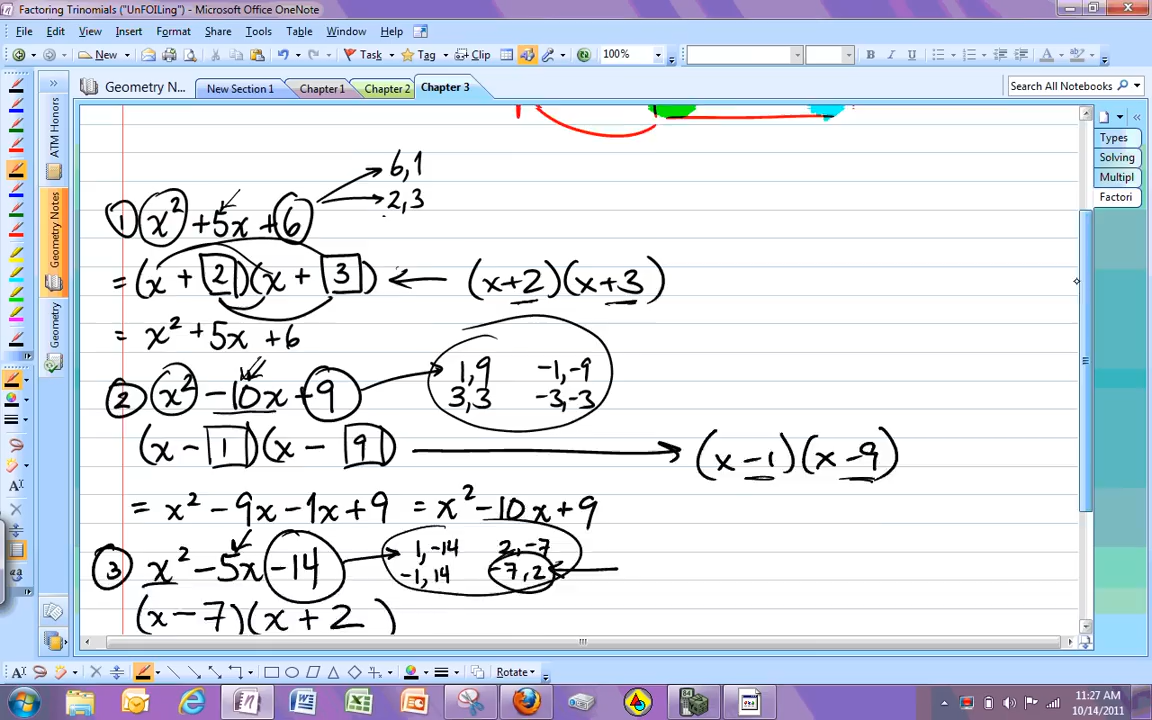 Factoring Trinomials ("UnFOILing") - Microsoft Office OneNote
File Edit View Insert Format Share Tools Table Window Help
New Task Tag Clip 100%
Geometry N... New Section 1 Chapter 1 Chapter 2 Chapter 3 Search All Notebooks
ATM Honors
Geometry Notes
Geometry
Types
Solving
Multipl
Factori
6,1
2,3
① x² + 5x + 6
= (x + 2)(x + 3) ← (x+2)(x+3)
= x² + 5x + 6
1,9 -1,-9
3,3 -3,-3
② x² - 10x + 9
(x - 1)(x - 9) → (x - 1)(x - 9)
= x² - 9x - 1x + 9 = x² - 10x + 9
1,-14 2,-7
-1,14 -7,2
③ x² - 5x - 14
(x - 7)(x + 2)
Rotate
11:27 AM
10/14/2011